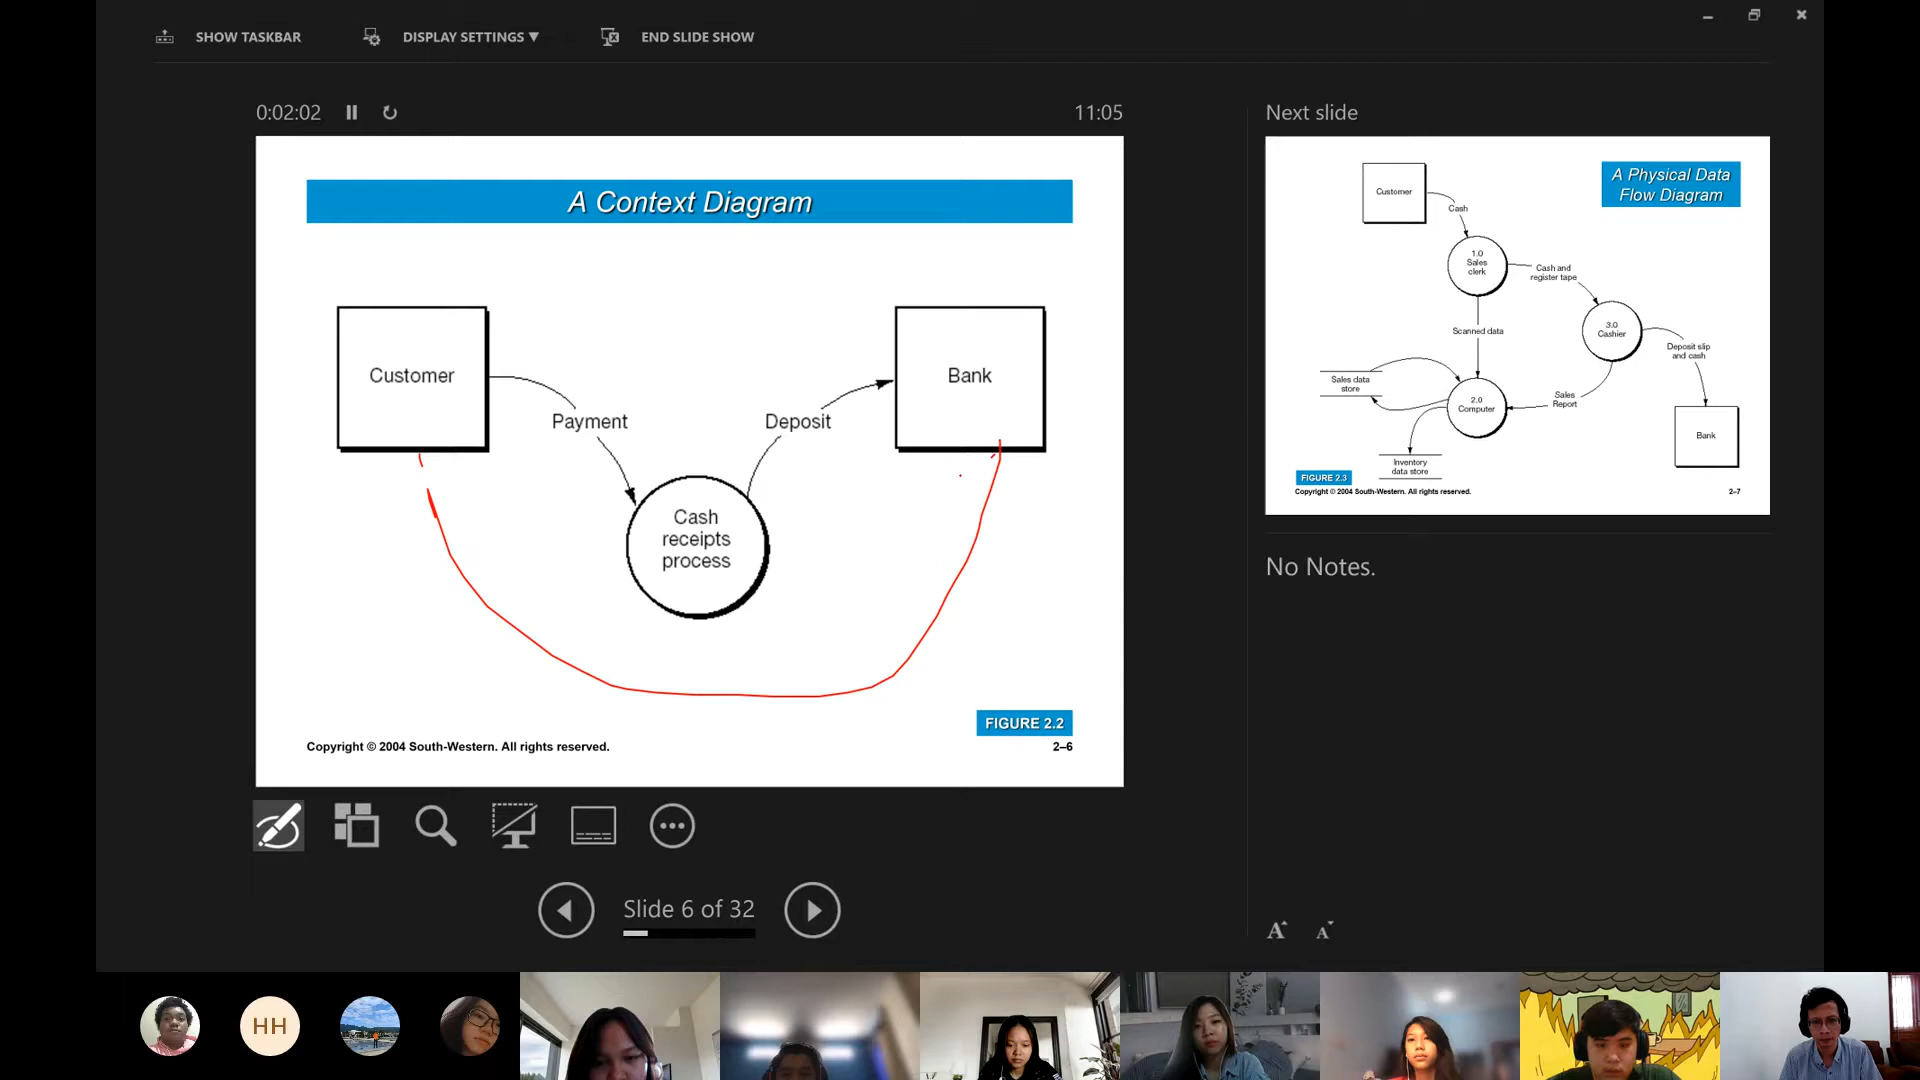 SHOW TASKBAR
DISPLAY SETTINGS ▼
END SLIDE SHOW
0:02:02
11:05
A Context Diagram
Customer
Bank
Payment
Deposit
Cash
receipts
process
FIGURE 2.2
Copyright © 2004 South-Western. All rights reserved.
2–6
Next slide
A Physical Data
Flow Diagram
Customer
Cash
1.0
Sales
clerk
Cash and
register tape
3.0
Cashier
Scanned data
Deposit slip
and cash
Sales data
store
2.0
Computer
Sales
Report
Bank
Inventory
data store
FIGURE 2.3
Copyright © 2004 South-Western. All rights reserved.
2–7
No Notes.
Slide 6 of 32
A
A
HH